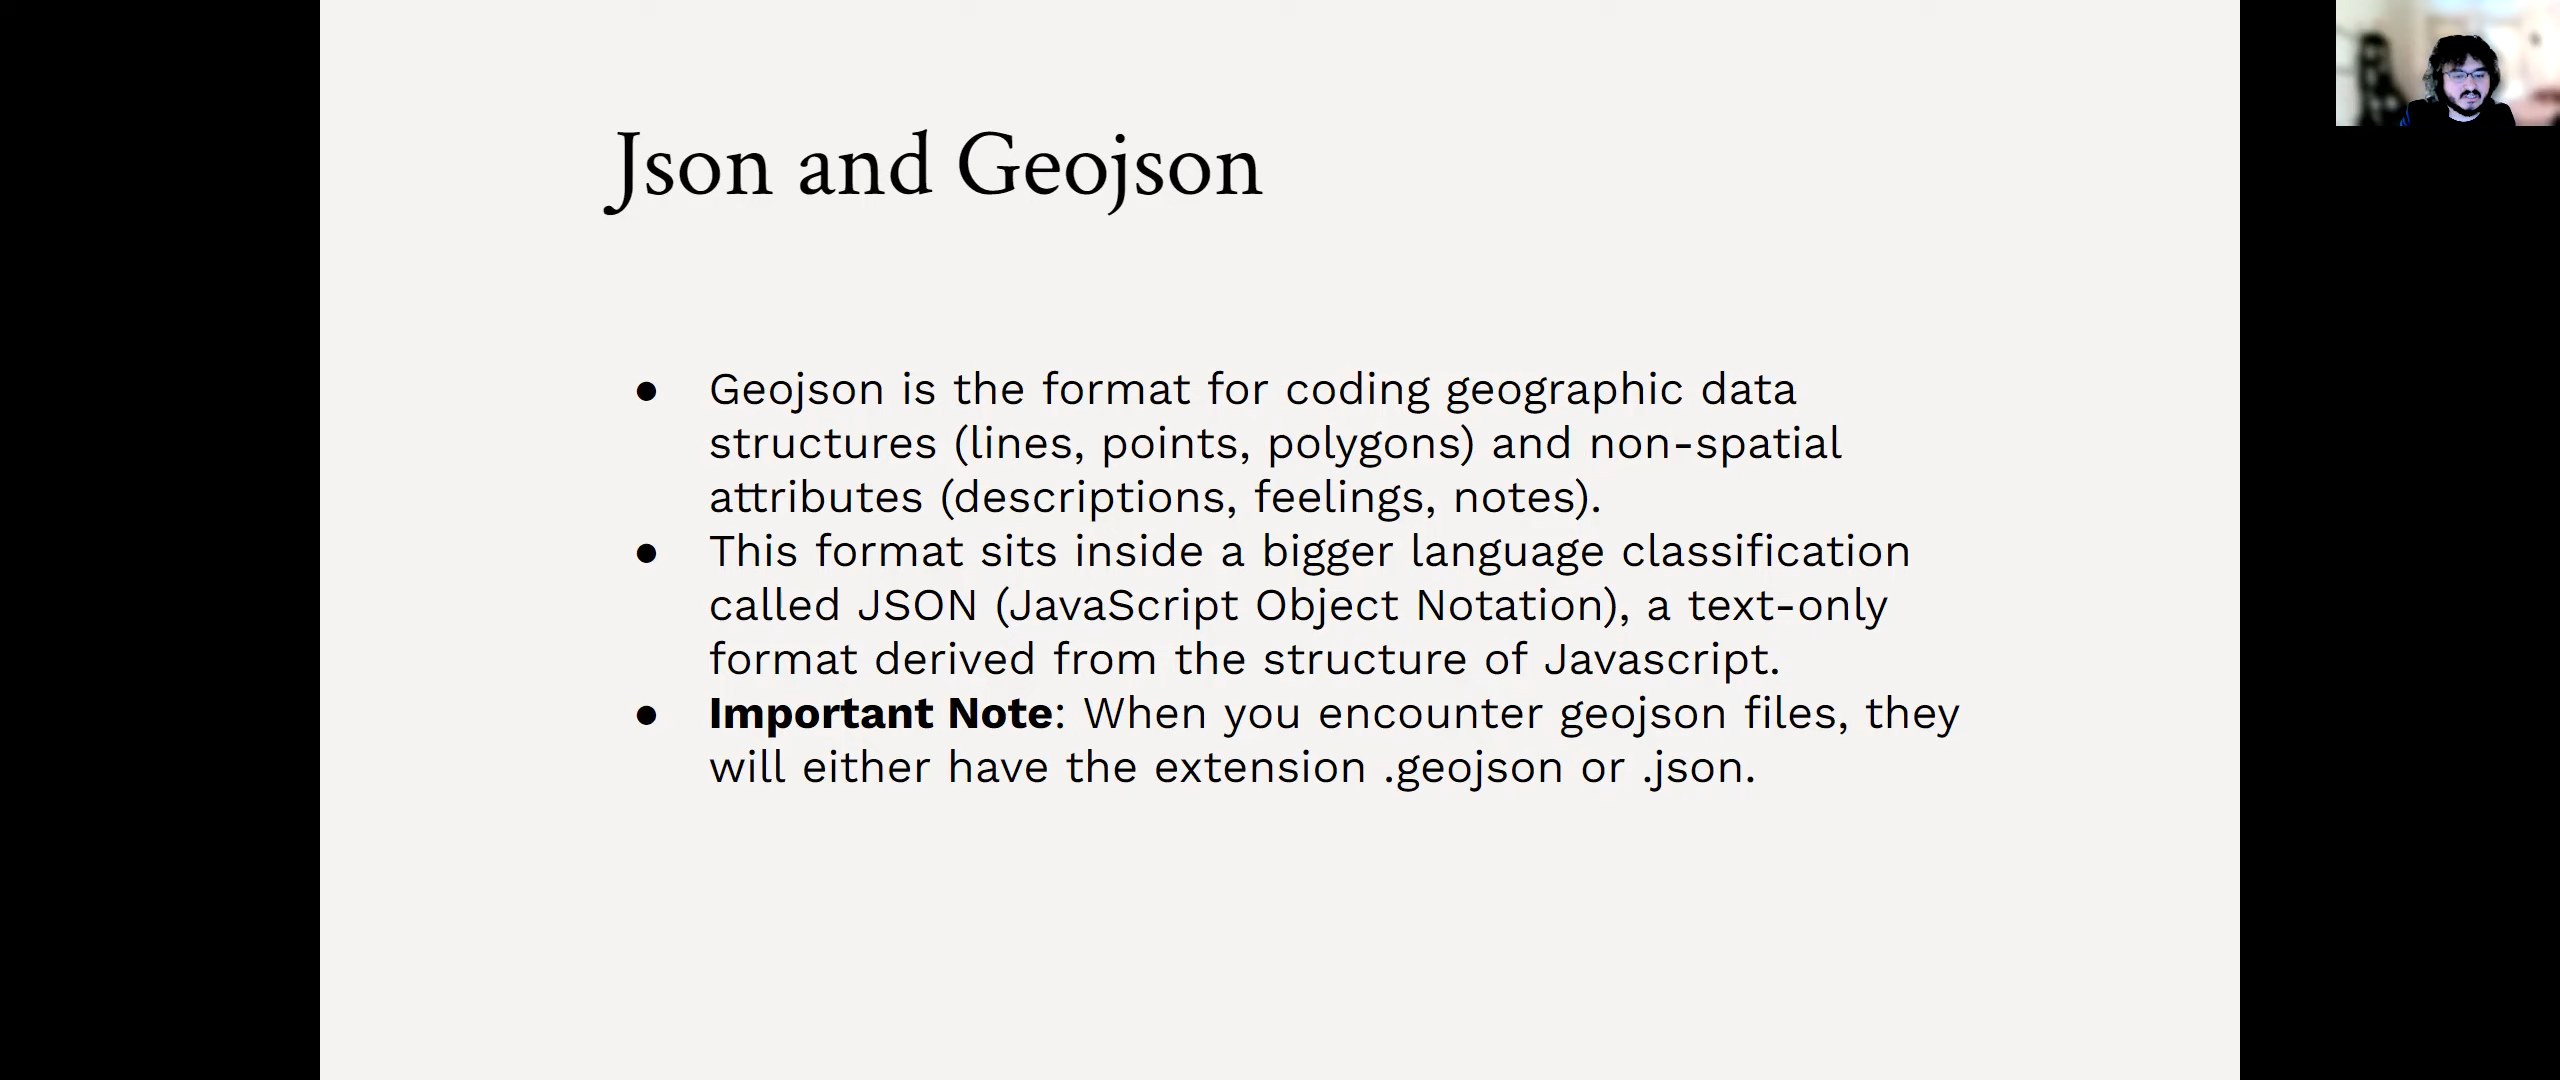 Json and Geojson
● Geojson is the format for coding geographic data
structures (lines, points, polygons) and non-spatial
attributes (descriptions, feelings, notes).
● This format sits inside a bigger language classification
called JSON (JavaScript Object Notation), a text-only
format derived from the structure of Javascript.
● Important Note: When you encounter geojson files, they
will either have the extension .geojson or .json.